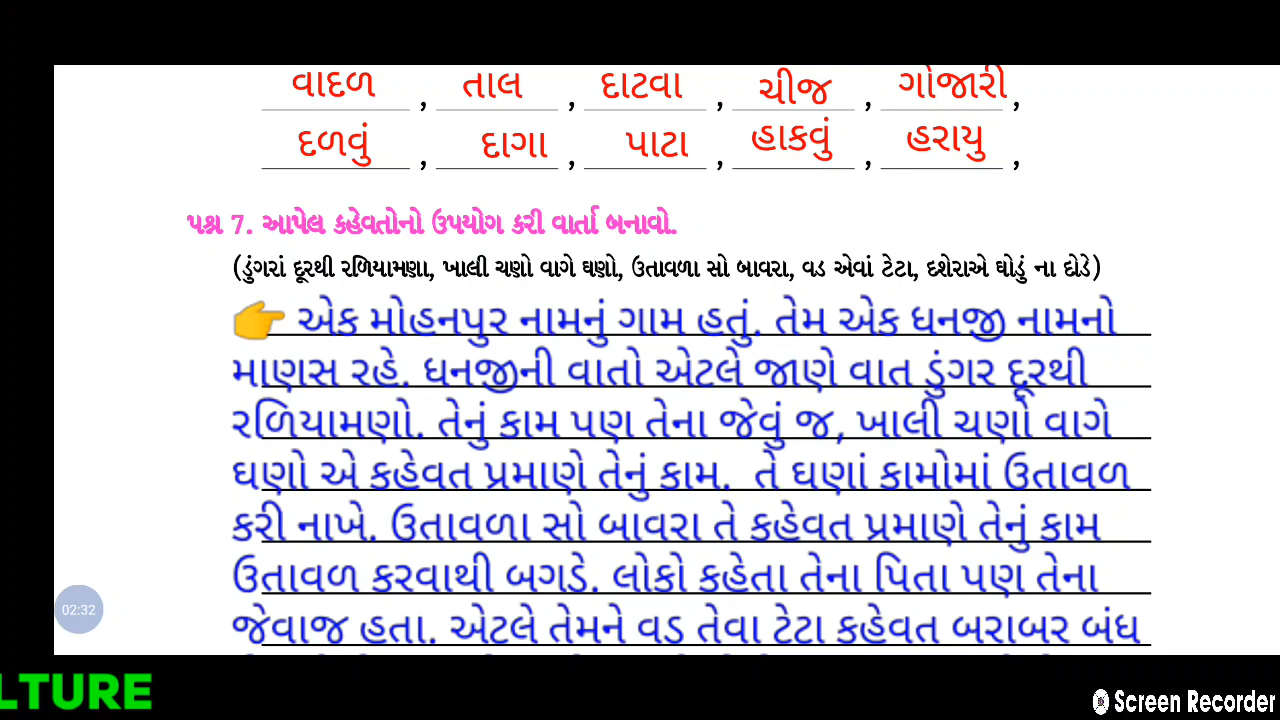 વાદળ , તાલ , દાટવા , ચીજ , ગોજારી ,
દળવું , દાગા , પાટા , હાકવું , હરાયુ ,
પશ્ન 7. આપેલ કહેવતોનો ઉપયોગ કરી વાર્તા બનાવો.
(ડુંગરાં દૂરથી રળિયામણા, ખાલી ચણો વાગે ઘણો, ઉતાવળા સો બાવરા, વડ એવાં ટેટા, દશેરાએ ઘોડું ના દોડે)
👉 એક મોહનપુર નામનું ગામ હતું. તેમ એક ધનજી નામનો
માણસ રહે. ધનજીની વાતો એટલે જાણે વાત ડુંગર દૂરથી
રળિયામણો. તેનું કામ પણ તેના જેવું જ, ખાલી ચણો વાગે
ઘણો એ કહેવત પ્રમાણે તેનું કામ. તે ઘણાં કામોમાં ઉતાવળ
કરી નાખે. ઉતાવળા સો બાવરા તે કહેવત પ્રમાણે તેનું કામ
ઉતાવળ કરવાથી બગડે. લોકો કહેતા તેના પિતા પણ તેના
02:32
જેવાજ હતા. એટલે તેમને વડ તેવા ટેટા કહેવત બરાબર બંધ
LTURE
Screen Recorder